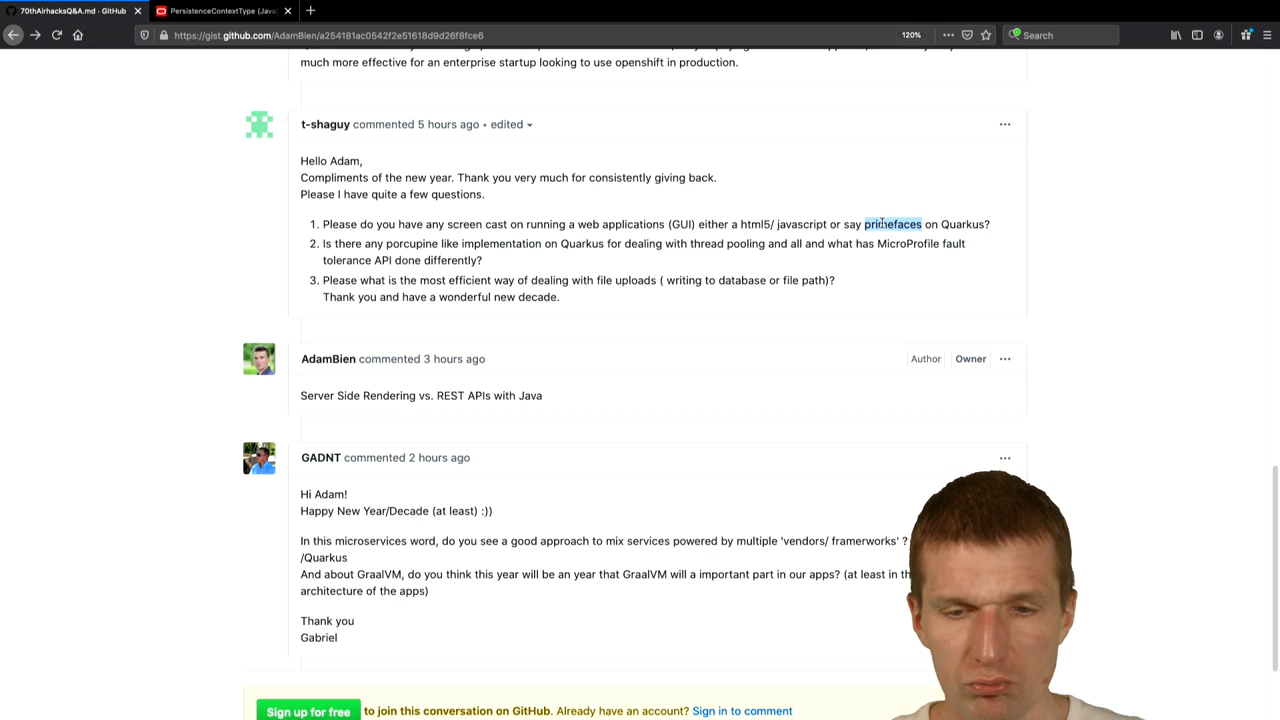 70thAirhacksQ&A.md · GitHub
PersistenceContextType (Java
https://gist.github.com/AdamBien/a254181ac0542f2e51618d9d26f8fce6
120%
Search
much more effective for an enterprise startup looking to use openshift in production.
t-shaguy commented 5 hours ago • edited
Hello Adam,
Compliments of the new year. Thank you very much for consistently giving back.
Please I have quite a few questions.
1. Please do you have any screen cast on running a web applications (GUI) either a html5/ javascript or say primefaces on Quarkus?
2. Is there any porcupine like implementation on Quarkus for dealing with thread pooling and all and what has MicroProfile fault
tolerance API done differently?
3. Please what is the most efficient way of dealing with file uploads ( writing to database or file path)?
Thank you and have a wonderful new decade.
AdamBien commented 3 hours ago
Author
Owner
Server Side Rendering vs. REST APIs with Java
GADNT commented 2 hours ago
Hi Adam!
Happy New Year/Decade (at least) :))
In this microservices word, do you see a good approach to mix services powered by multiple 'vendors/ framerworks' ?
/Quarkus
And about GraalVM, do you think this year will be an year that GraalVM will a important part in our apps? (at least in th
architecture of the apps)
Thank you
Gabriel
Sign up for free to join this conversation on GitHub. Already have an account? Sign in to comment